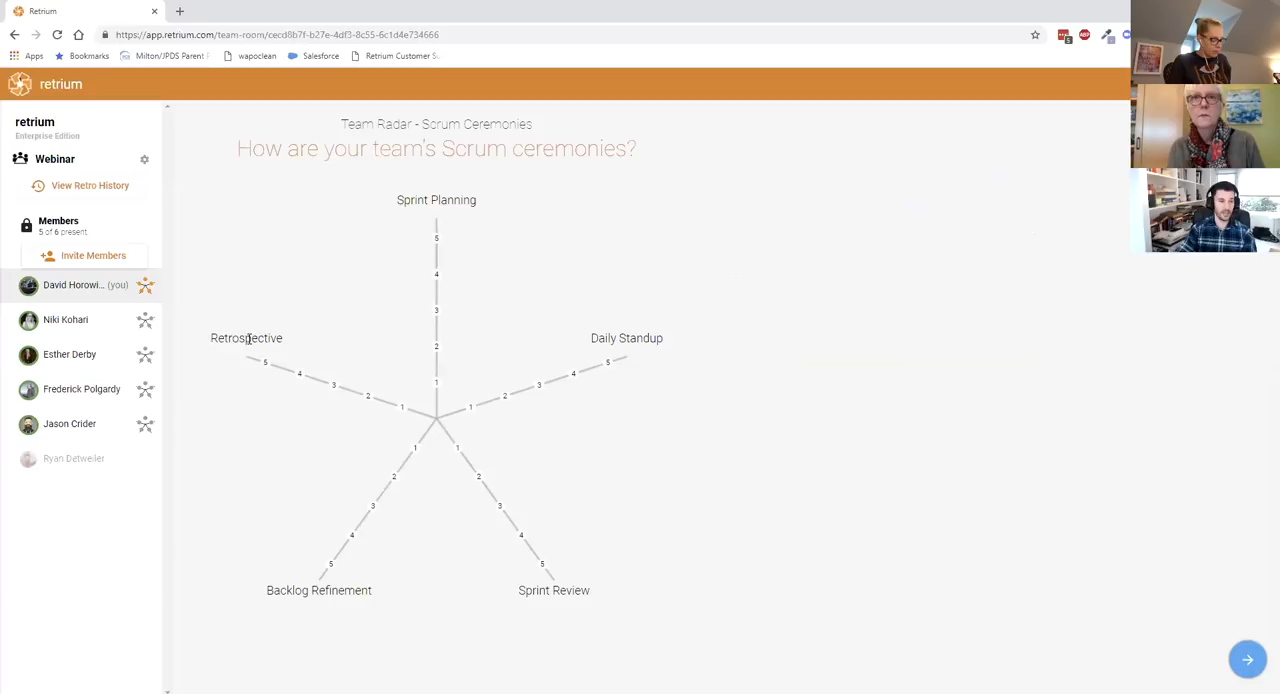 Retrium
https://app.retrium.com/team-room/cecd8b7f-b27e-4df3-8c55-6c1d4e734666
Apps
Bookmarks
Milton/JPDS Parent
wapoclean
Salesforce
Retrium Customer Su
retrium
retrium
Enterprise Edition
Webinar
View Retro History
Members
5 of 6 present
Invite Members
David Horowi... (you)
Niki Kohari
Esther Derby
Frederick Polgardy
Jason Crider
Ryan Detweiler
Team Radar - Scrum Ceremonies
How are your team's Scrum ceremonies?
Sprint Planning
5
4
3
2
1
Retrospective
5 4 3 2 1
Daily Standup
1 2 3 4 5
Backlog Refinement
1
2
3
4
5
Sprint Review
1
2
3
4
5